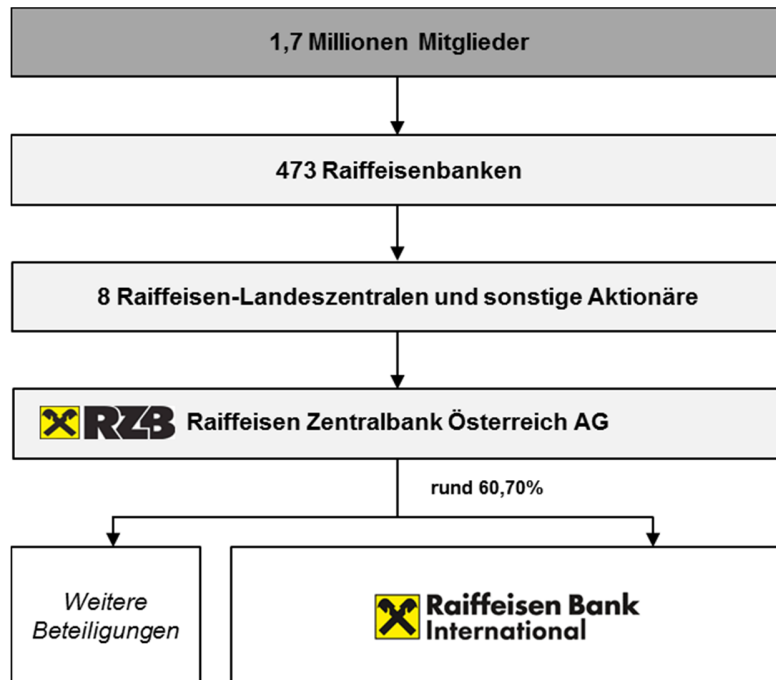 1,7 Millionen Mitglieder
473 Raiffeisenbanken
8 Raiffeisen-Landeszentralen und sonstige Aktionäre
RZB Raiffeisen Zentralbank Österreich AG
rund 60,70%
Weitere
Beteiligungen
Raiffeisen Bank
International